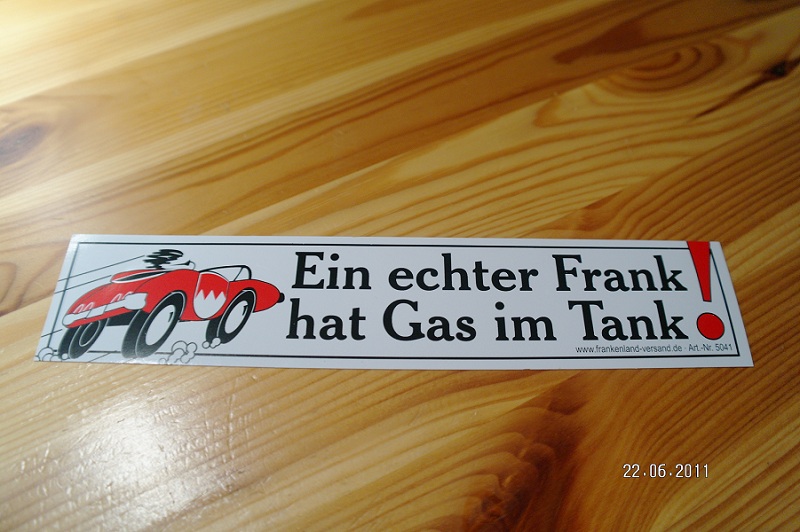 Ein echter Frank
hat Gas im Tank!
www.frankenland-versand.de · Art.-Nr. 5041
22.06.2011